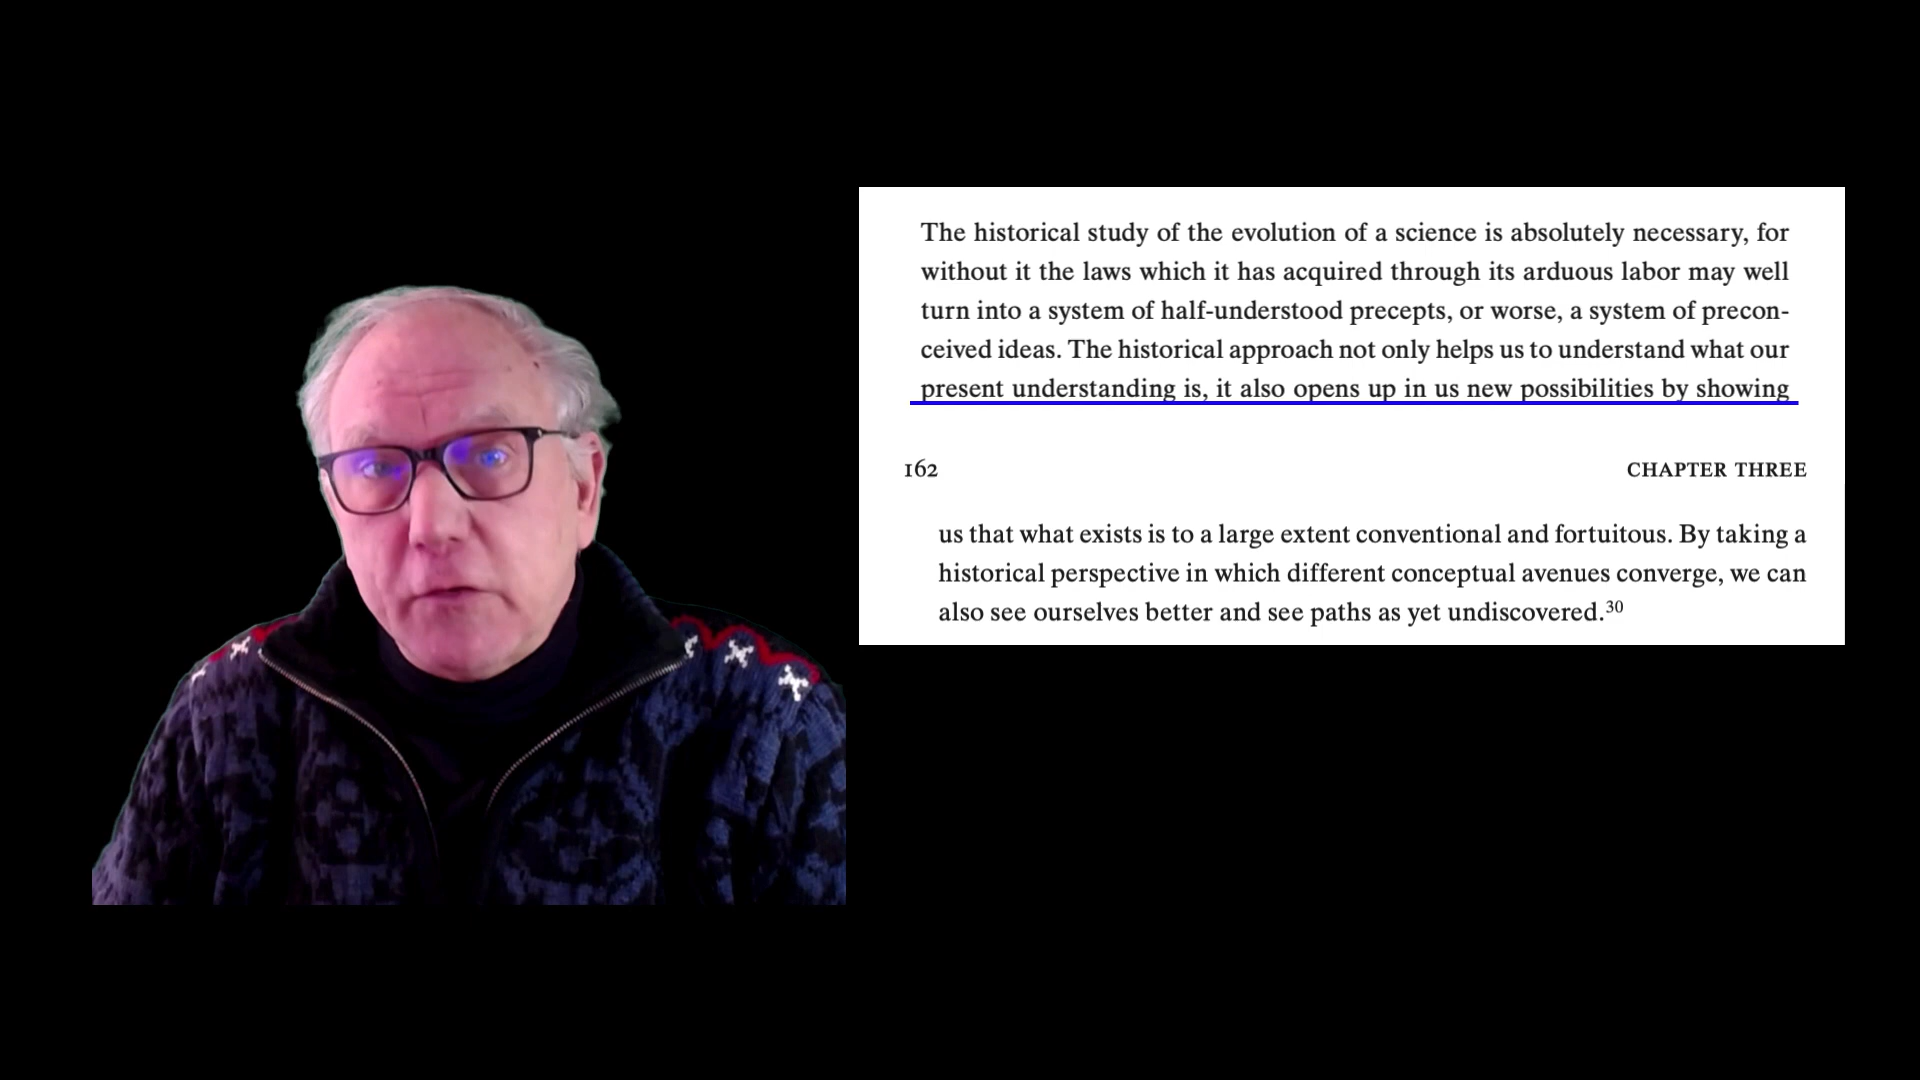 The historical study of the evolution of a science is absolutely necessary, for
without it the laws which it has acquired through its arduous labor may well
turn into a system of half-understood precepts, or worse, a system of precon-
ceived ideas. The historical approach not only helps us to understand what our
present understanding is, it also opens up in us new possibilities by showing
162 CHAPTER THREE
us that what exists is to a large extent conventional and fortuitous. By taking a
historical perspective in which different conceptual avenues converge, we can
also see ourselves better and see paths as yet undiscovered.30